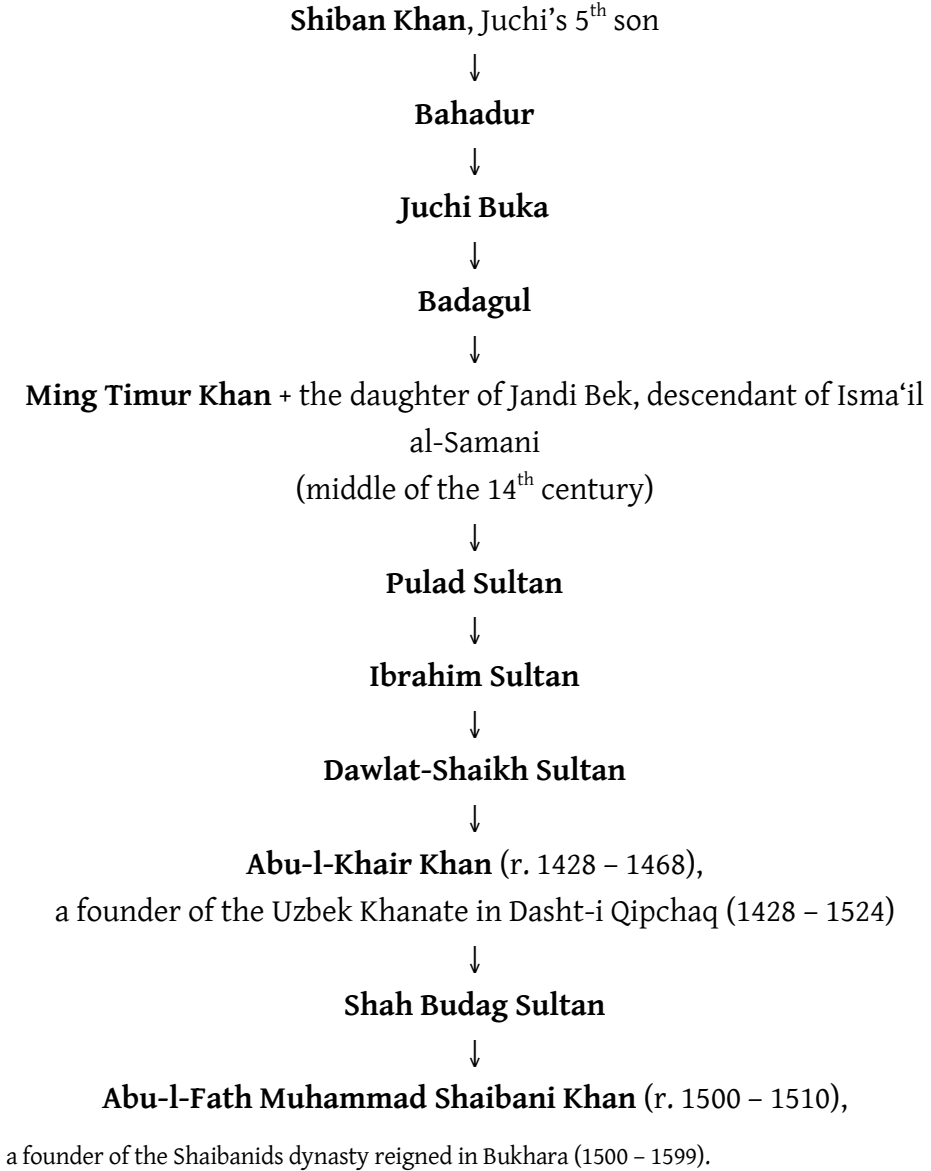 Shiban Khan, Juchi’s 5th son
↓
Bahadur
↓
Juchi Buka
↓
Badagul
↓
Ming Timur Khan + the daughter of Jandi Bek, descendant of Isma‘il
al-Samani
(middle of the 14th century)
↓
Pulad Sultan
↓
Ibrahim Sultan
↓
Dawlat-Shaikh Sultan
↓
Abu-l-Khair Khan (r. 1428 – 1468),
a founder of the Uzbek Khanate in Dasht-i Qipchaq (1428 – 1524)
↓
Shah Budag Sultan
↓
Abu-l-Fath Muhammad Shaibani Khan (r. 1500 – 1510),
a founder of the Shaibanids dynasty reigned in Bukhara (1500 – 1599).